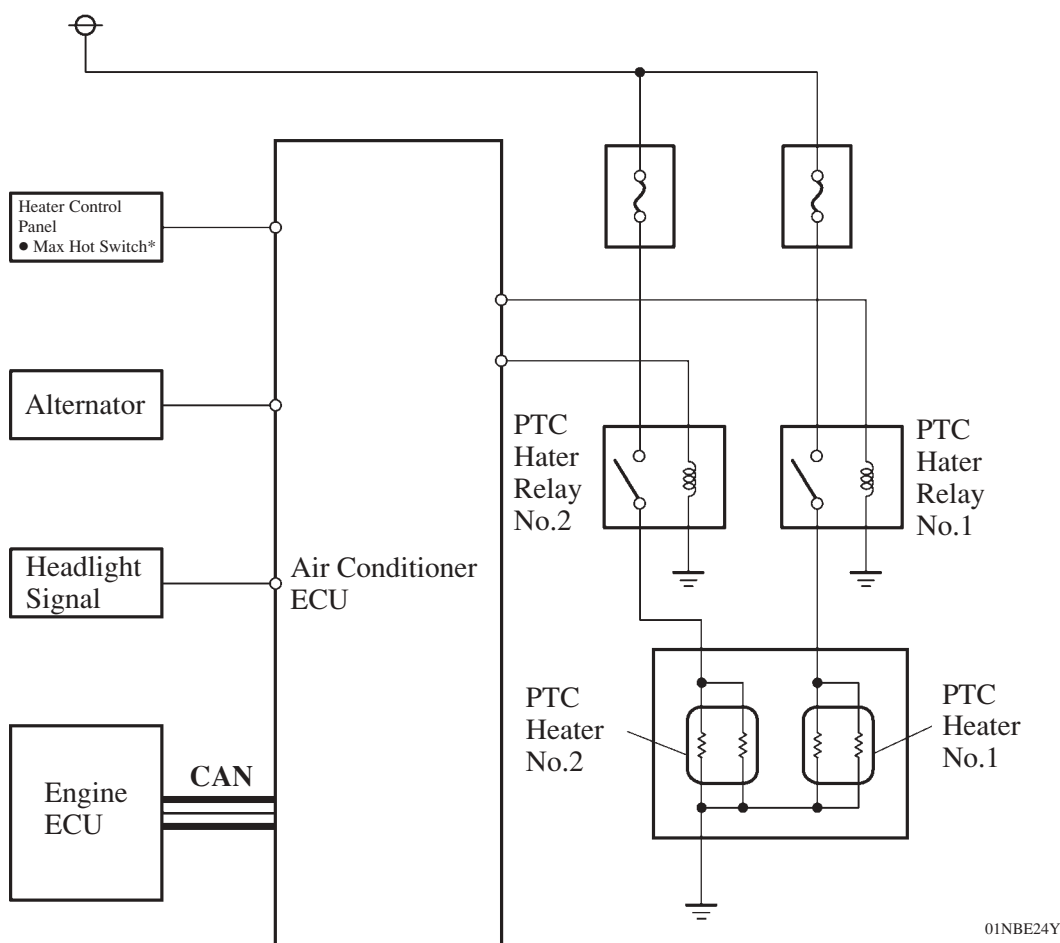 Heater Control
Panel
● Max Hot Switch*
Alternator
Headlight
Signal
Engine
ECU
CAN
Air Conditioner
ECU
PTC
Hater
Relay
No.2
PTC
Hater
Relay
No.1
PTC
Heater
No.2
PTC
Heater
No.1
01NBE24Y